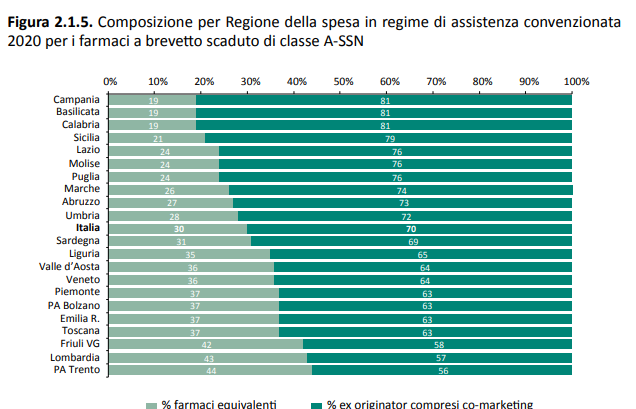 Figura 2.1.5. Composizione per Regione della spesa in regime di assistenza convenzionata
2020 per i farmaci a brevetto scaduto di classe A-SSN
0% 10% 20% 30% 40% 50% 60% 70% 80% 90% 100%
Campania 19 81
Basilicata 19 81
Calabria 19 81
Sicilia 21 79
Lazio 24 76
Molise 24 76
Puglia 24 76
Marche 26 74
Abruzzo 27 73
Umbria 28 72
Italia 30 70
Sardegna 31 69
Liguria 35 65
Valle d'Aosta 36 64
Veneto 36 64
Piemonte 37 63
PA Bolzano 37 63
Emilia R. 37 63
Toscana 37 63
Friuli VG 42 58
Lombardia 43 57
PA Trento 44 56
% farmaci equivalenti % ex originator compresi co-marketing